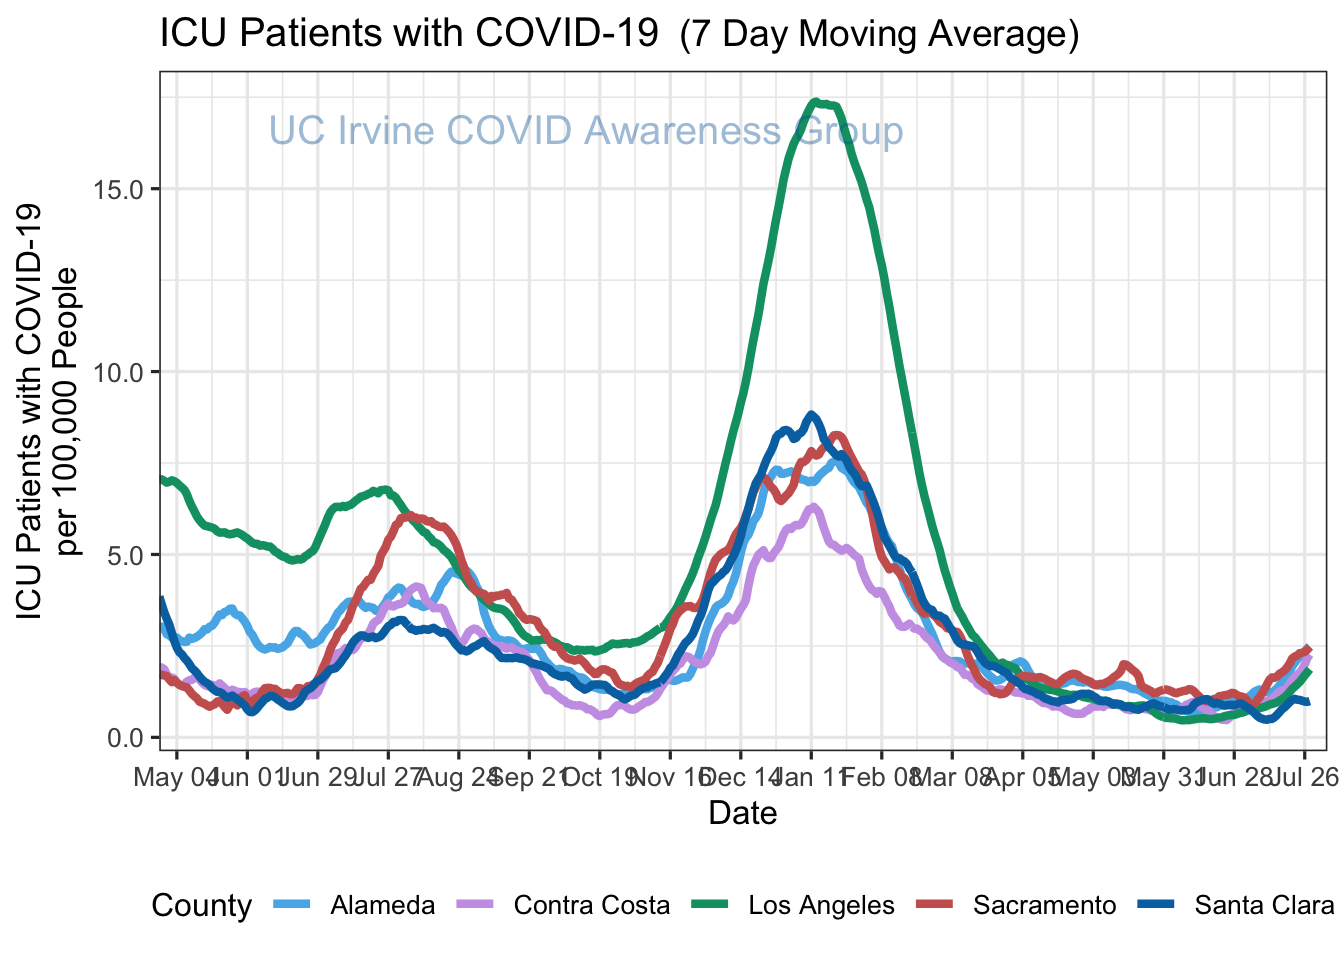 ICU Patients with COVID-19 (7 Day Moving Average)
UC Irvine COVID Awareness Group
ICU Patients with COVID-19
per 100,000 People
15.0
10.0
5.0
0.0
May 04 Jun 01 Jun 29 Jul 27 Aug 24 Sep 21 Oct 19 Nov 16 Dec 14 Jan 11 Feb 08 Mar 08 Apr 05 May 03 May 31 Jun 28 Jul 26
Date
County Alameda Contra Costa Los Angeles Sacramento Santa Clara